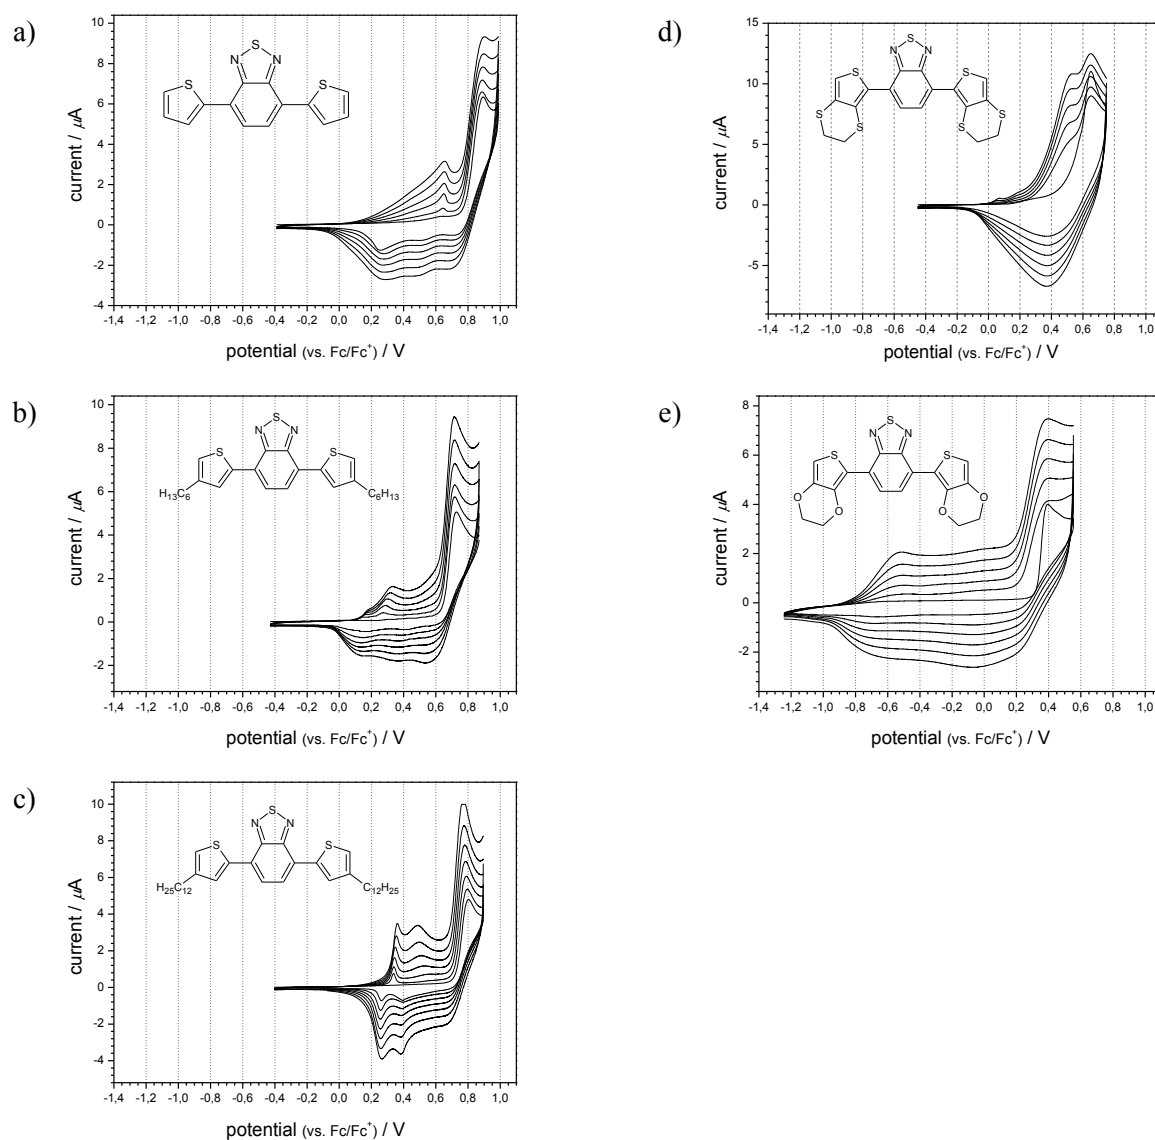 a)
10
8
6
4
2
0
-2
-4
current / μA
S
N N
S S
-1,4 -1,2 -1,0 -0,8 -0,6 -0,4 -0,2 0,0 0,2 0,4 0,6 0,8 1,0
potential (vs. Fc/Fc+) / V
d)
15
10
5
0
-5
current / μA
S
N N
S S
S S
S S
-1,4 -1,2 -1,0 -0,8 -0,6 -0,4 -0,2 0,0 0,2 0,4 0,6 0,8 1,0
potential (vs. Fc/Fc+) / V
b)
10
8
6
4
2
0
-2
current / μA
S
N N
S S
H13C6 C6H13
-1,4 -1,2 -1,0 -0,8 -0,6 -0,4 -0,2 0,0 0,2 0,4 0,6 0,8 1,0
potential (vs. Fc/Fc+) / V
e)
8
6
4
2
0
2
current / μA
S
N N
S S
O O
O O
-1,4 -1,2 -1,0 -0,8 -0,6 -0,4 -0,2 0,0 0,2 0,4 0,6 0,8 1,0
potential (vs. Fc/Fc+) / V
c)
10
8
6
4
2
0
-2
-4
current / μA
S
N N
S S
H25C12 C12H25
-1,4 -1,2 -1,0 -0,8 -0,6 -0,4 -0,2 0,0 0,2 0,4 0,6 0,8 1,0
potential (vs. Fc/Fc+) / V